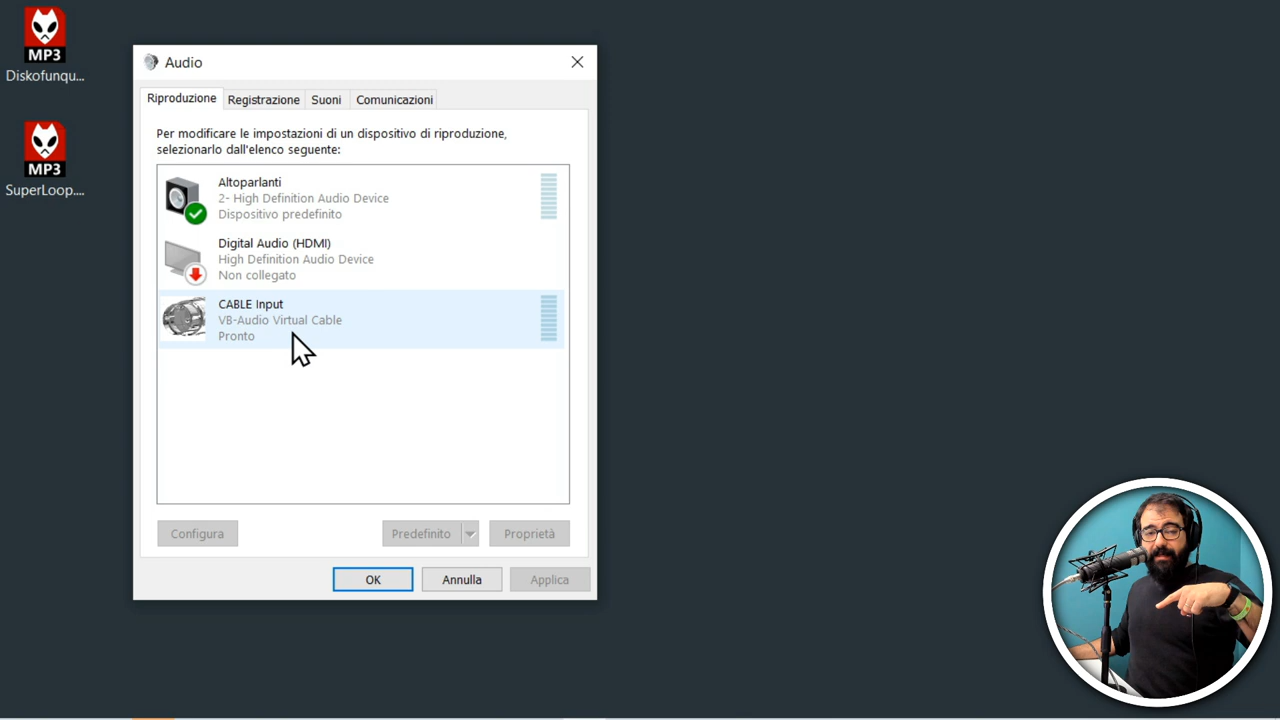 MP3
Diskofunqu...
MP3
SuperLoop....
Audio
Riproduzione
Registrazione
Suoni
Comunicazioni
Per modificare le impostazioni di un dispositivo di riproduzione,
selezionarlo dall'elenco seguente:
Altoparlanti
2- High Definition Audio Device
Dispositivo predefinito
Digital Audio (HDMI)
High Definition Audio Device
Non collegato
CABLE Input
VB-Audio Virtual Cable
Pronto
Configura
Predefinito
Proprietà
OK
Annulla
Applica